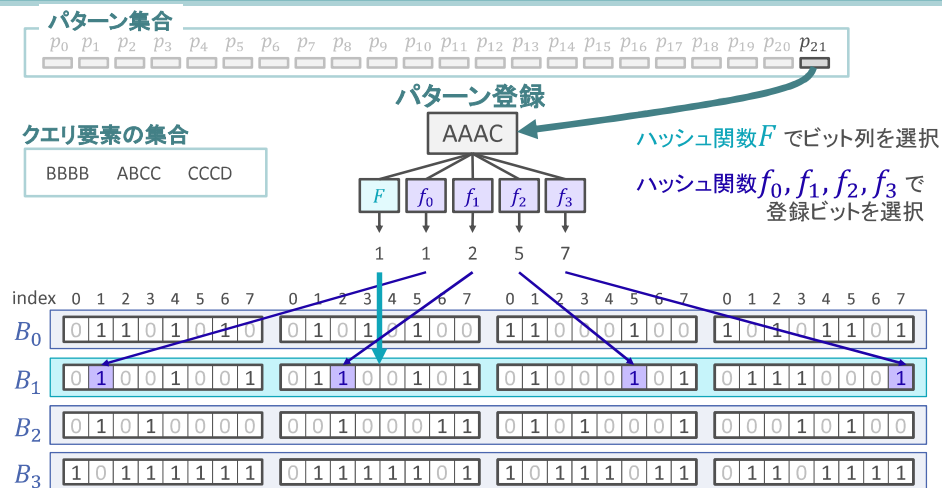 パターン集合
p0 p1 p2 p3 p4 p5 p6 p7 p8 p9 p10 p11 p12 p13 p14 p15 p16 p17 p18 p19 p20 p21
パターン登録
クエリ要素の集合
AAAC
BBBB ABCC CCCD
ハッシュ関数F でビット列を選択
ハッシュ関数f0, f1, f2, f3 で
登録ビットを選択
F f0 f1 f2 f3
1 1 2 5 7
index 0 1 2 3 4 5 6 7 0 1 2 3 4 5 6 7 0 1 2 3 4 5 6 7 0 1 2 3 4 5 6 7
B0 0 1 1 0 1 0 1 0 0 1 0 1 0 1 0 0 1 1 0 0 0 1 0 0 1 1 0 1 1 1 0 1
B1 0 1 0 0 1 0 0 1 0 1 1 0 0 1 0 1 0 1 0 0 0 1 0 1 0 1 1 1 0 0 0 1
B2 0 1 0 1 0 0 0 0 0 0 1 0 0 0 1 1 0 1 0 1 0 0 0 1 0 0 0 0 0 1 0 0
B3 1 0 1 1 1 1 1 1 0 1 1 1 1 1 0 1 1 0 1 1 1 0 1 1 0 1 1 0 1 1 1 1